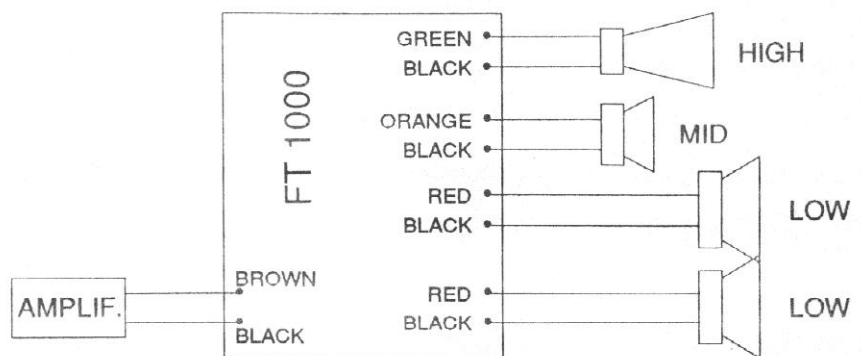 GREEN
BLACK
HIGH
ORANGE
BLACK
MID
FT 1000
RED
BLACK
LOW
BROWN
AMPLIF.
BLACK
RED
BLACK
LOW